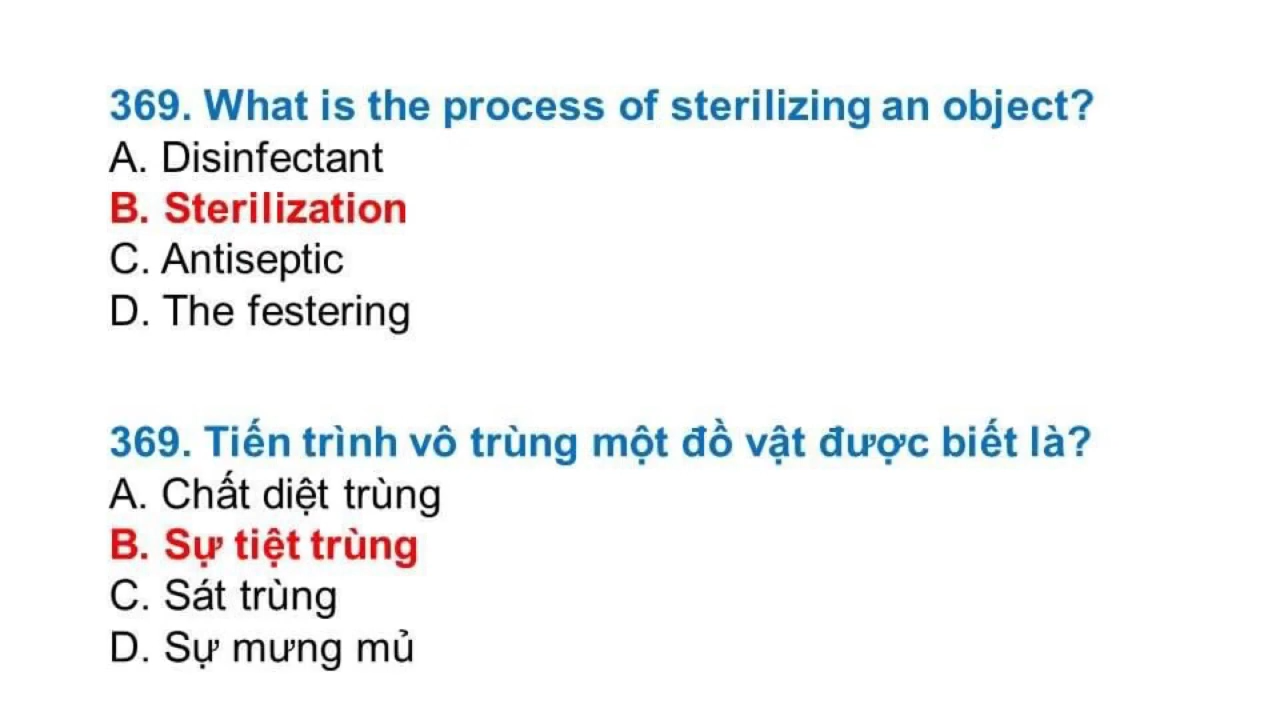 369. What is the process of sterilizing an object?
A. Disinfectant
B. Sterilization
C. Antiseptic
D. The festering
369. Tiến trình vô trùng một đồ vật được biết là?
A. Chất diệt trùng
B. Sự tiệt trùng
C. Sát trùng
D. Sự mưng mủ